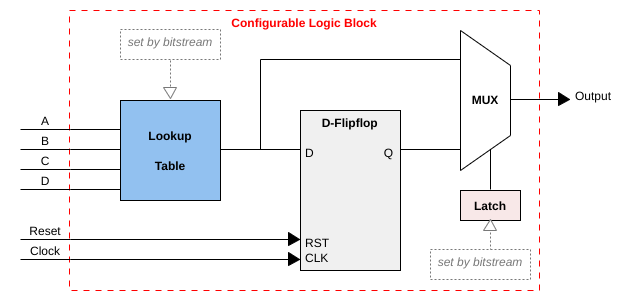 Configurable Logic Block
set by bitstream
A
B
C
D
Lookup
Table
D-Flipflop
D
Q
MUX
Output
Latch
Reset
Clock
RST
CLK
set by bitstream